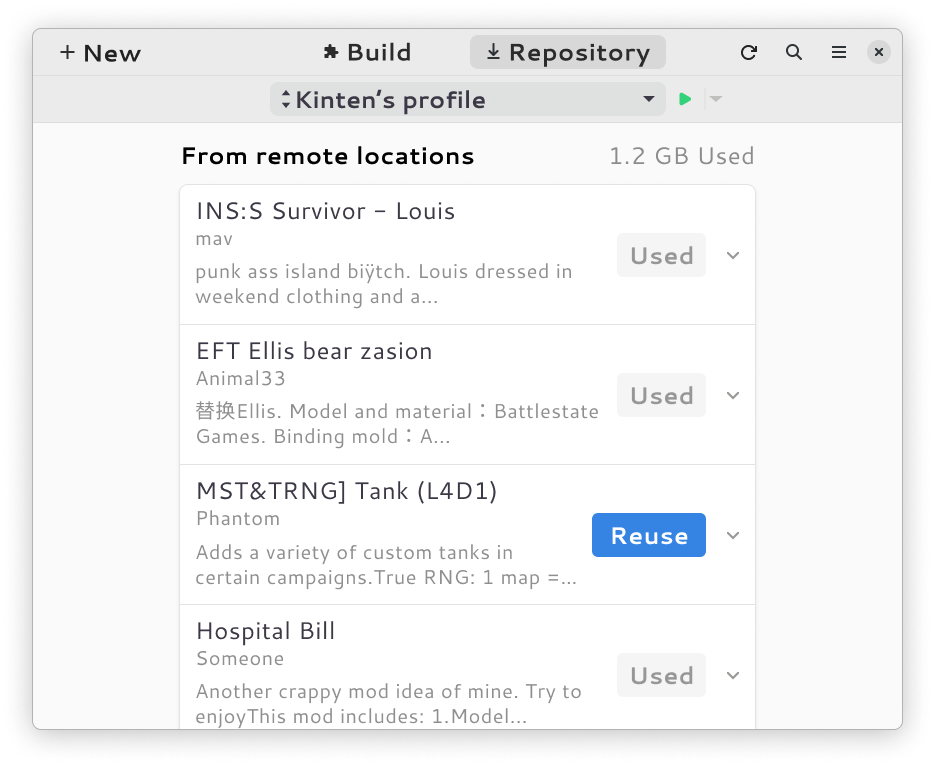 New
Build
Repository
Kinten's profile
From remote locations
1.2 GB Used
INS:S Survivor - Louis
mav
punk ass island biÿtch. Louis dressed in
weekend clothing and a...
Used
EFT Ellis bear zasion
Animal33
替换Ellis. Model and material：Battlestate
Games. Binding mold：A...
Used
MST&TRNG] Tank (L4D1)
Phantom
Adds a variety of custom tanks in
certain campaigns.True RNG: 1 map =...
Reuse
Hospital Bill
Someone
Another crappy mod idea of mine. Try to
enjoyThis mod includes: 1.Model...
Used